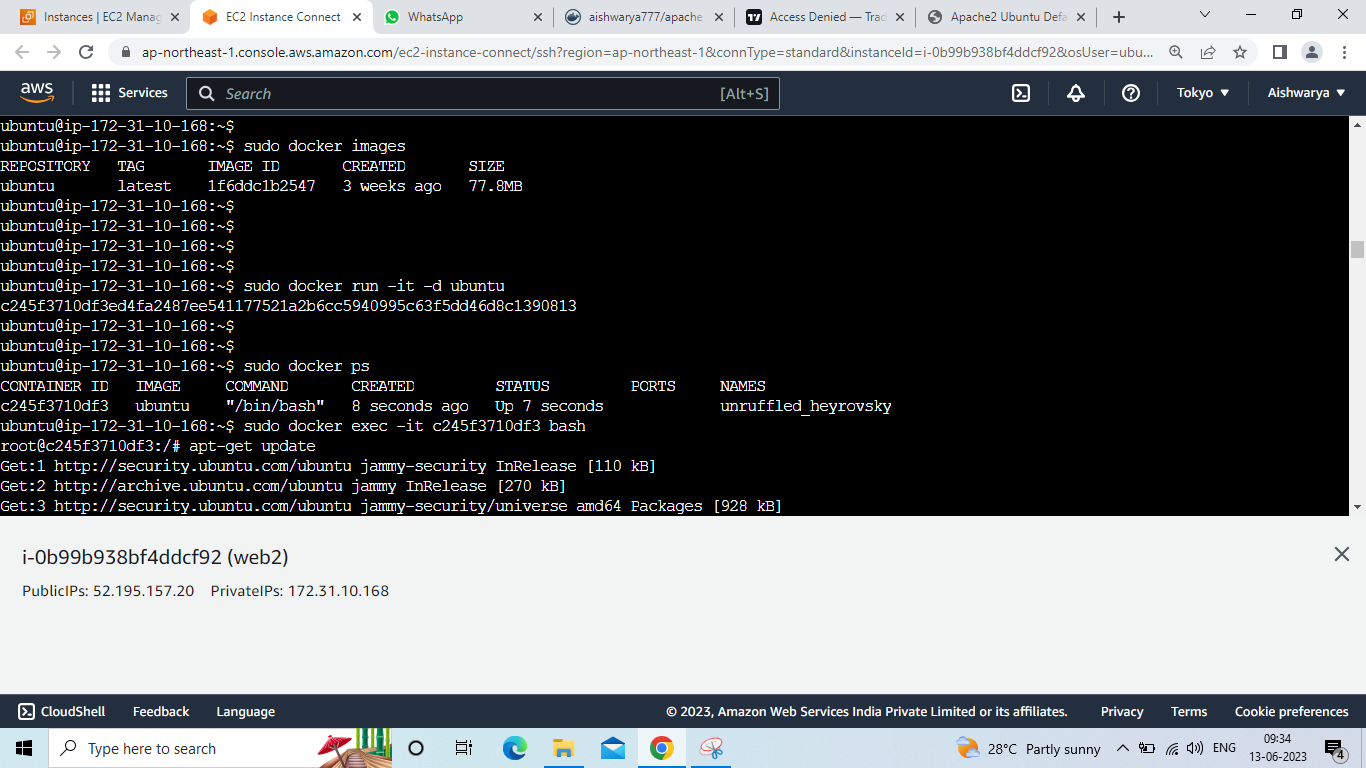 Instances | EC2 Manag
EC2 Instance Connect
WhatsApp
aishwarya777/apache
Access Denied — Trad
Apache2 Ubuntu Defa
ap-northeast-1.console.aws.amazon.com/ec2-instance-connect/ssh?region=ap-northeast-1&connType=standard&instanceId=i-0b99b938bf4ddcf92&osUser=ubu...
aws
Services
Search
[Alt+S]
Tokyo
Aishwarya
ubuntu@ip-172-31-10-168:~$
ubuntu@ip-172-31-10-168:~$ sudo docker images
REPOSITORY TAG IMAGE ID CREATED SIZE
ubuntu latest 1f6ddc1b2547 3 weeks ago 77.8MB
ubuntu@ip-172-31-10-168:~$
ubuntu@ip-172-31-10-168:~$
ubuntu@ip-172-31-10-168:~$
ubuntu@ip-172-31-10-168:~$
ubuntu@ip-172-31-10-168:~$ sudo docker run -it -d ubuntu
c245f3710df3ed4fa2487ee541177521a2b6cc5940995c63f5dd46d8c1390813
ubuntu@ip-172-31-10-168:~$
ubuntu@ip-172-31-10-168:~$
ubuntu@ip-172-31-10-168:~$ sudo docker ps
CONTAINER ID IMAGE COMMAND CREATED STATUS PORTS NAMES
c245f3710df3 ubuntu "/bin/bash" 8 seconds ago Up 7 seconds unruffled_heyrovsky
ubuntu@ip-172-31-10-168:~$ sudo docker exec -it c245f3710df3 bash
root@c245f3710df3:/# apt-get update
Get:1 http://security.ubuntu.com/ubuntu jammy-security InRelease [110 kB]
Get:2 http://archive.ubuntu.com/ubuntu jammy InRelease [270 kB]
Get:3 http://security.ubuntu.com/ubuntu jammy-security/universe amd64 Packages [928 kB]
i-0b99b938bf4ddcf92 (web2)
PublicIPs: 52.195.157.20 PrivateIPs: 172.31.10.168
CloudShell Feedback Language
© 2023, Amazon Web Services India Private Limited or its affiliates. Privacy Terms Cookie preferences
Type here to search
28°C Partly sunny
ENG
09:34
13-06-2023
4